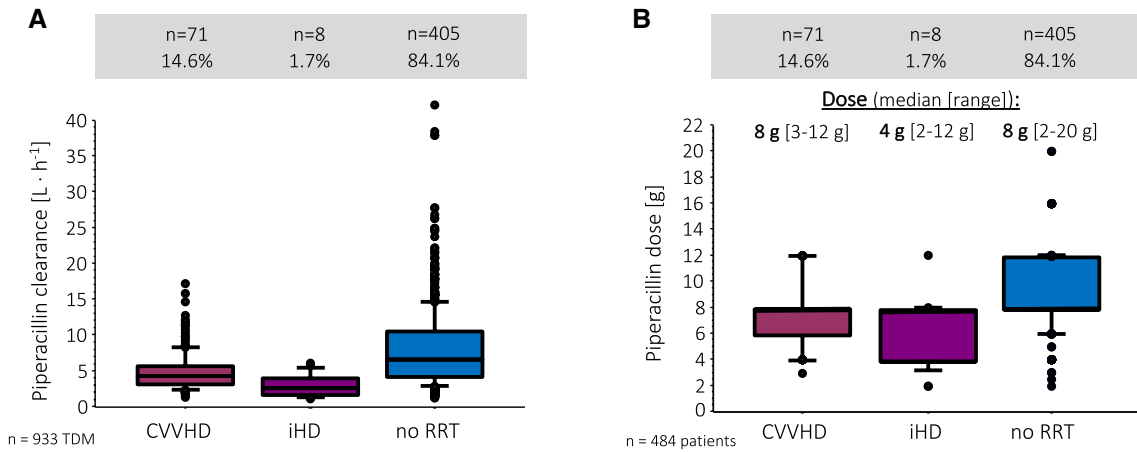 A
n=71 n=8 n=405
14.6% 1.7% 84.1%
Piperacillin clearance [L · h⁻¹]
40
35
30
25
20
15
10
5
0
CVVHD iHD no RRT
n = 933 TDM
B
n=71 n=8 n=405
14.6% 1.7% 84.1%
Dose (median [range]):
8 g [3-12 g] 4 g [2-12 g] 8 g [2-20 g]
Piperacillin dose [g]
22
20
18
16
14
12
10
8
6
4
2
0
CVVHD iHD no RRT
n = 484 patients